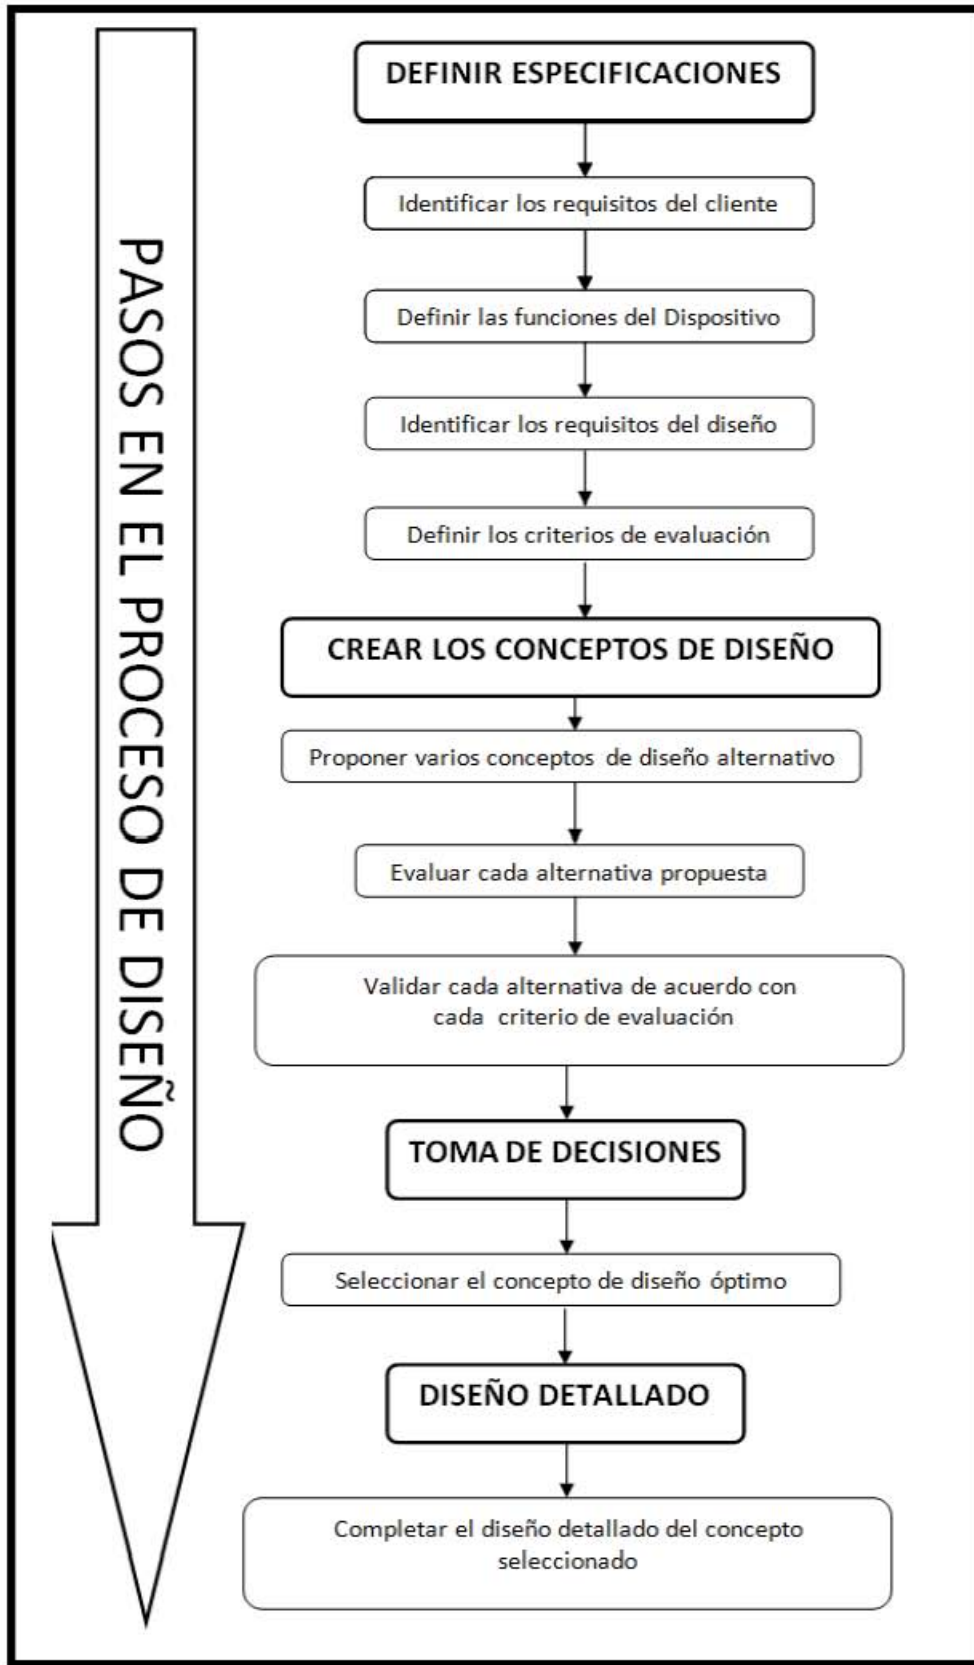 PASOS EN EL PROCESO DE DISEÑO
DEFINIR ESPECIFICACIONES
Identificar los requisitos del cliente
Definir las funciones del Dispositivo
Identificar los requisitos del diseño
Definir los criterios de evaluación
CREAR LOS CONCEPTOS DE DISEÑO
Proponer varios conceptos de diseño alternativo
Evaluar cada alternativa propuesta
Validar cada alternativa de acuerdo con
cada criterio de evaluación
TOMA DE DECISIONES
Seleccionar el concepto de diseño óptimo
DISEÑO DETALLADO
Completar el diseño detallado del concepto
seleccionado